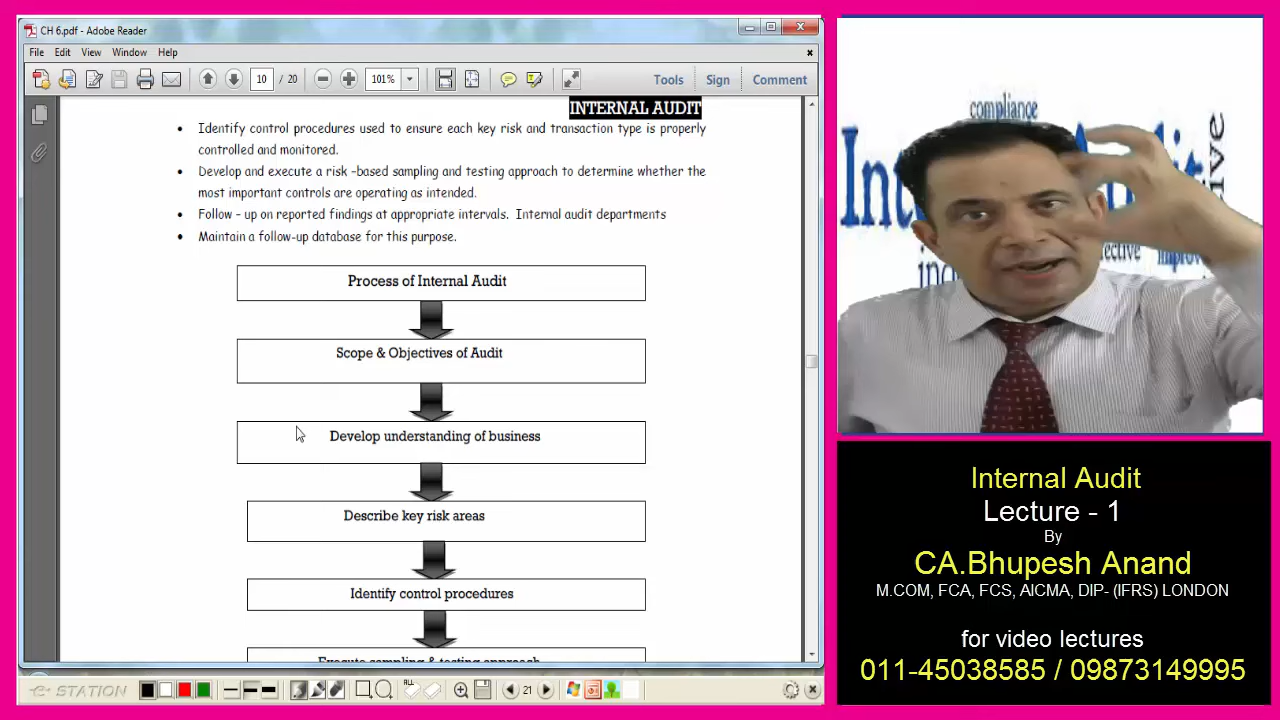 CH 6.pdf - Adobe Reader
File Edit View Window Help
10 / 20
101%
Tools Sign Comment
INTERNAL AUDIT
• Identify control procedures used to ensure each key risk and transaction type is properly
controlled and monitored.
• Develop and execute a risk –based sampling and testing approach to determine whether the
most important controls are operating as intended.
• Follow – up on reported findings at appropriate intervals. Internal audit departments
• Maintain a follow-up database for this purpose.
Process of Internal Audit
Scope & Objectives of Audit
Develop understanding of business
Describe key risk areas
Identify control procedures
Execute sampling & testing approach
STATION
ALL
21
compliance
Internal Audit
Lecture - 1
By
CA.Bhupesh Anand
M.COM, FCA, FCS, AICMA, DIP- (IFRS) LONDON
for video lectures
011-45038585 / 09873149995